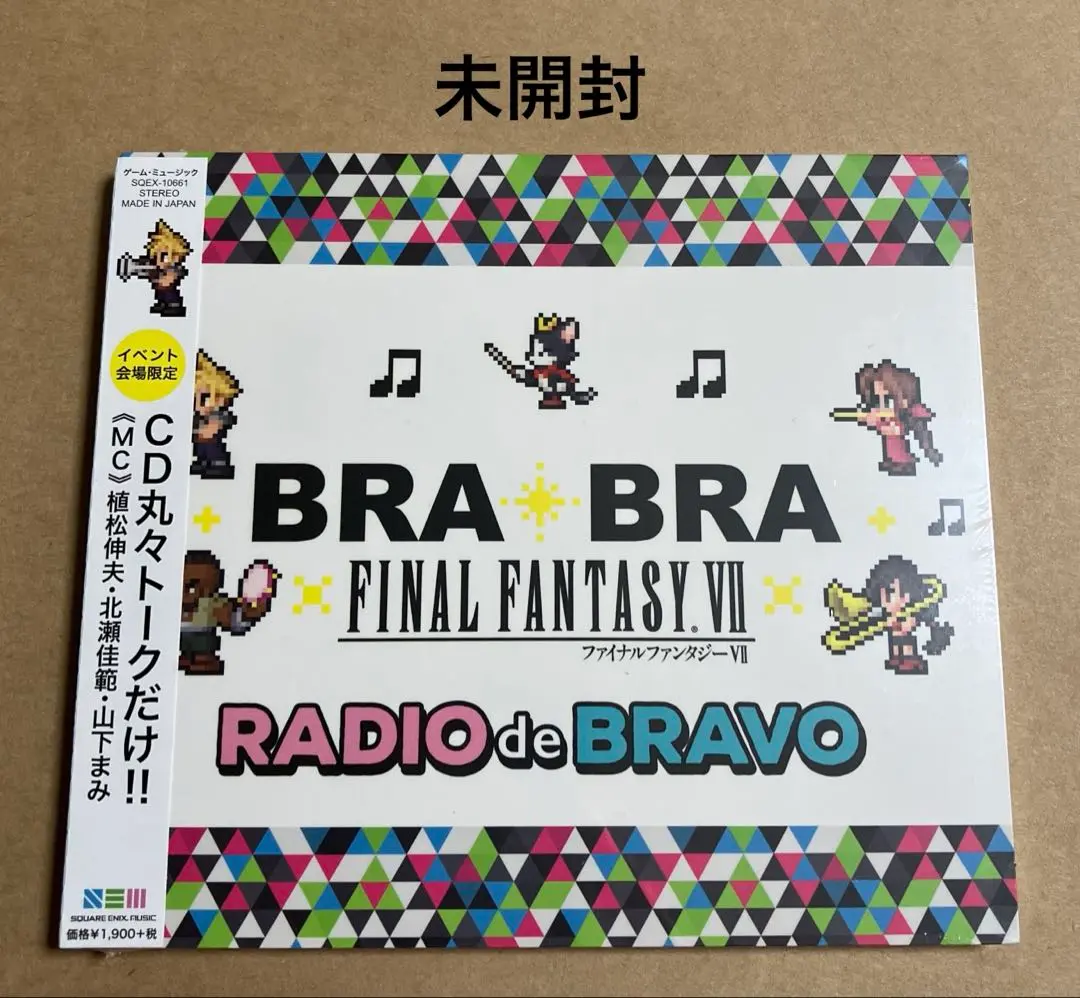 未開封
ゲーム・ミュージック
SQEX-10661
STEREO
MADE IN JAPAN
イベント
会場限定
CD丸々トークだけ!!
《MC》植松伸夫・北瀬佳範・山下まみ
SQUARE ENIX MUSIC
価格¥1,900+税
BRA BRA
FINAL FANTASY® VII
ファイナルファンタジーVII
RADIO de BRAVO